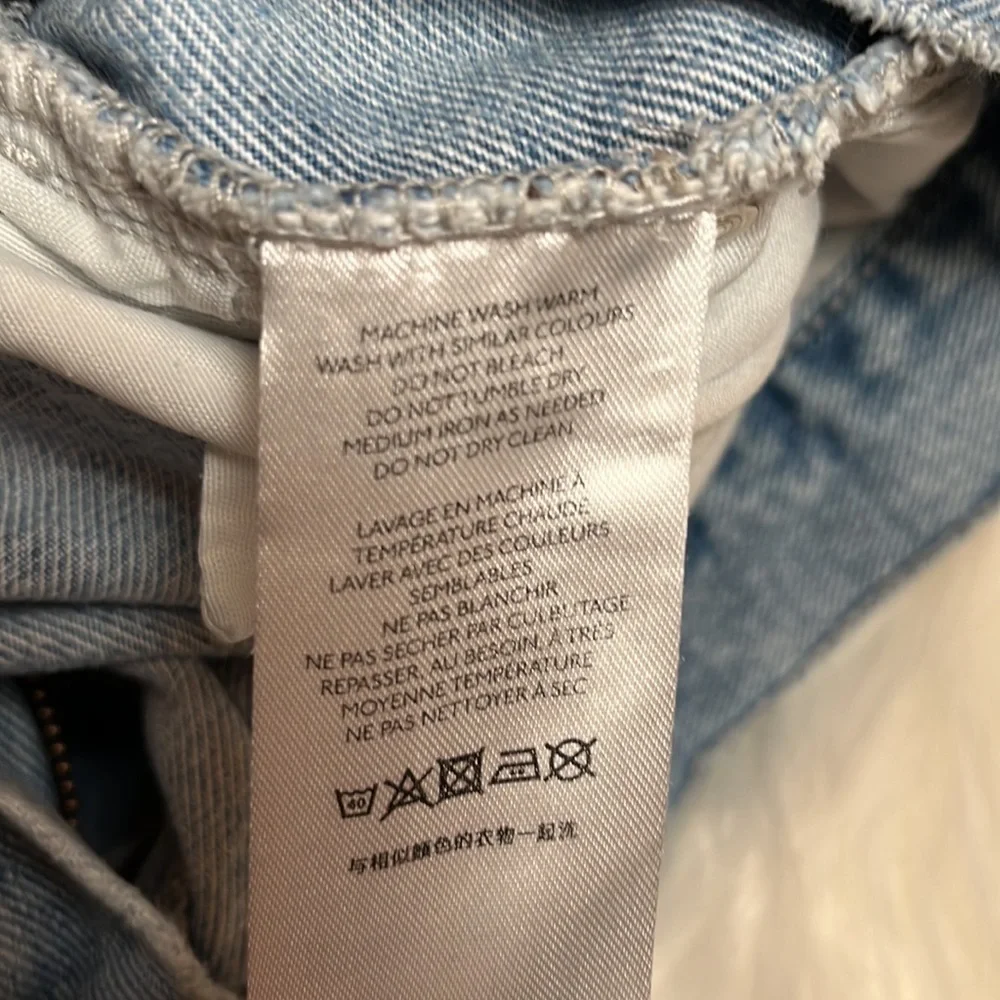 MACHINE WASH WARM
WASH WITH SIMILAR COLOURS
DO NOT BLEACH
DO NOT TUMBLE DRY
MEDIUM IRON AS NEEDED
DO NOT DRY CLEAN
LAVAGE EN MACHINE À
TEMPÉRATURE CHAUDE
LAVER AVEC DES COULEURS
SEMBLABLES
NE PAS BLANCHIR
NE PAS SÉCHER PAR CULBUTAGE
REPASSER, AU BESOIN, À TRÈS
MOYENNE TEMPÉRATURE
NE PAS NETTOYER À SEC
40
与相似顏色的衣物一起洗